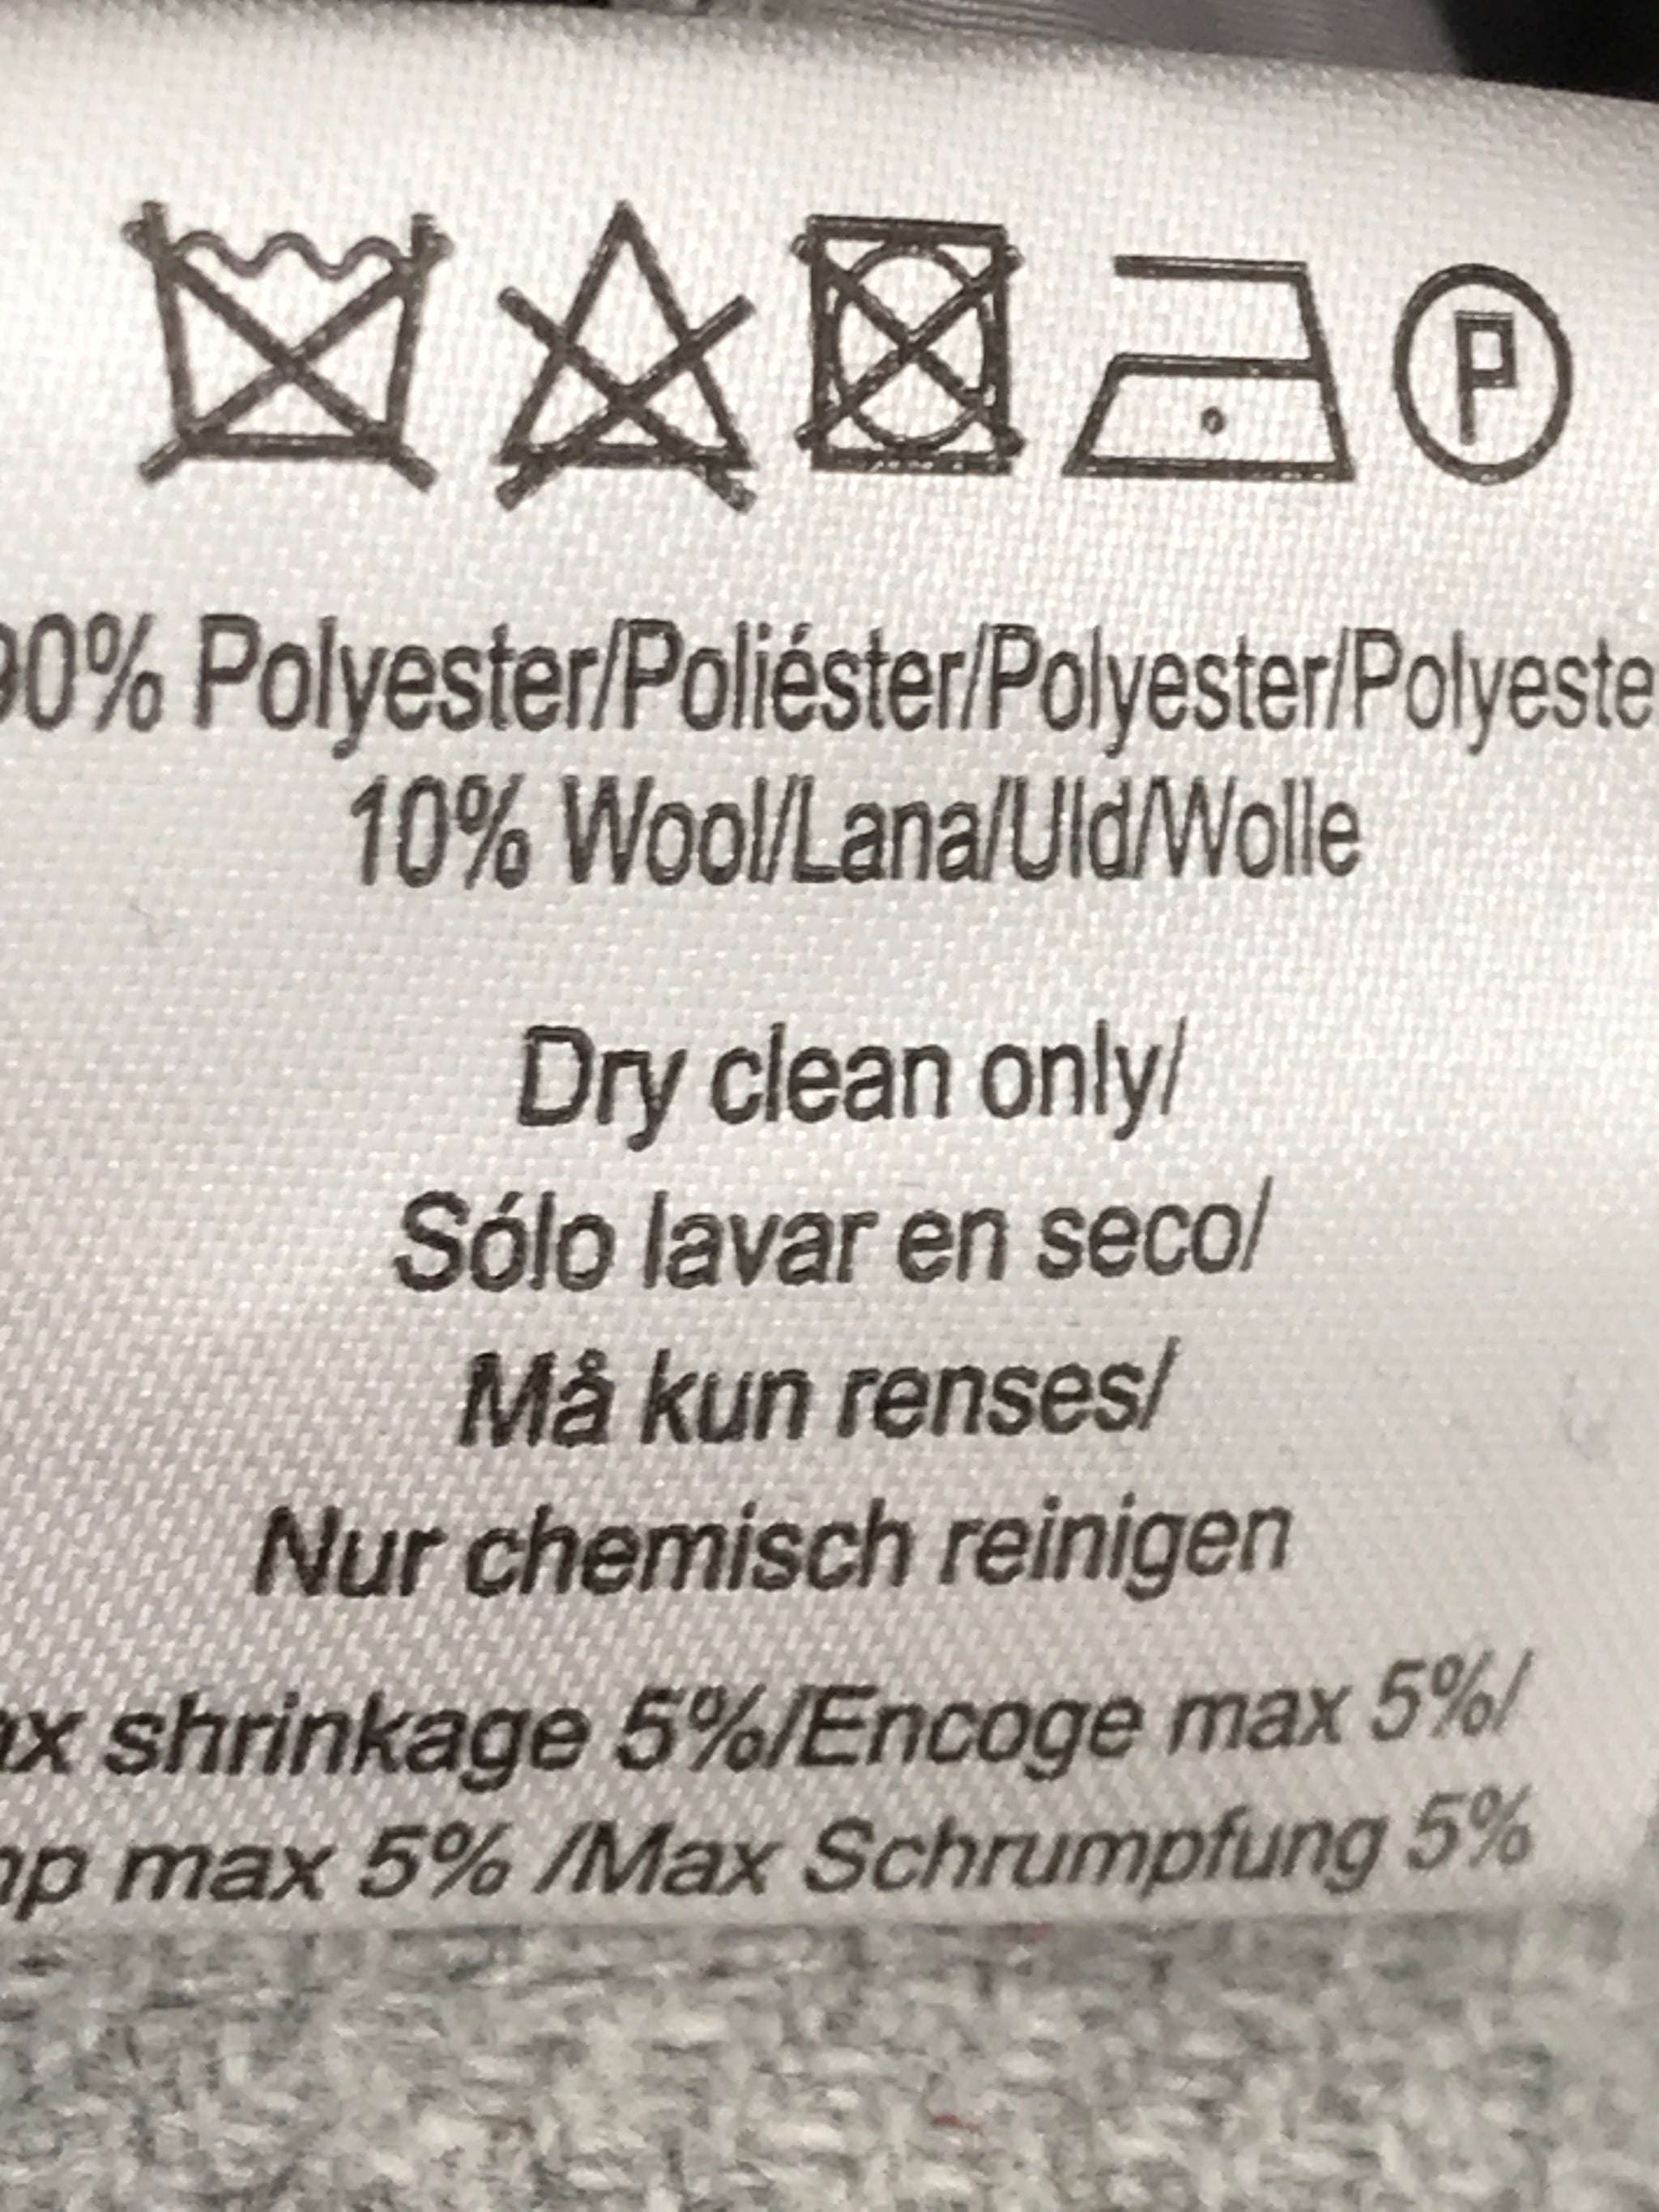 P
90% Polyester/Poliéster/Polyester/Polyeste
10% Wool/Lana/Uld/Wolle
Dry clean only/
Sólo lavar en seco/
Må kun renses/
Nur chemisch reinigen
shrinkage 5%/Encoge max 5%/
max 5% /Max Schrumpfung 5%